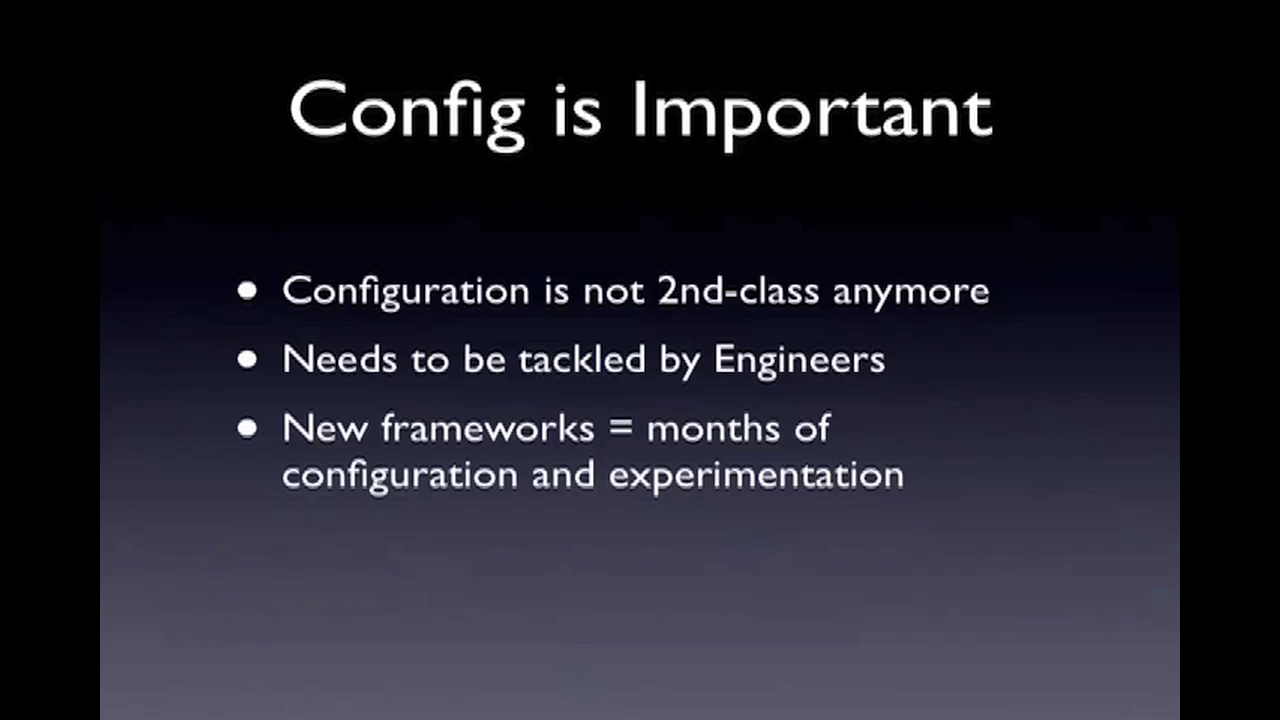 Config is Important
• Configuration is not 2nd-class anymore
• Needs to be tackled by Engineers
• New frameworks = months of
configuration and experimentation